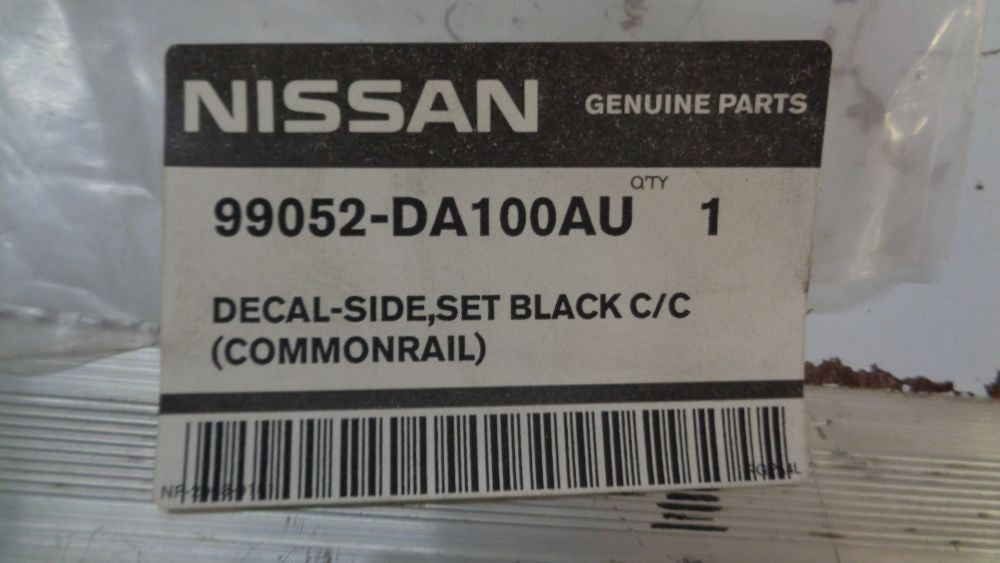 NISSAN GENUINE PARTS
Q'TY
99052-DA100AU 1
DECAL-SIDE,SET BLACK C/C
(COMMONRAIL)